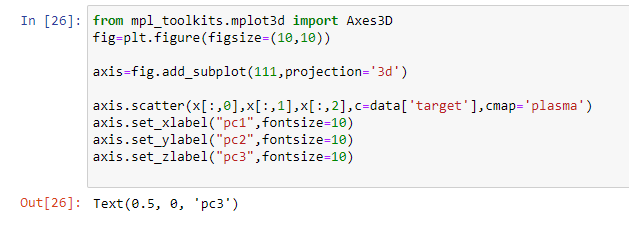 In [26]: from mpl_toolkits.mplot3d import Axes3D
fig=plt.figure(figsize=(10,10))
axis=fig.add_subplot(111,projection='3d')
axis.scatter(x[:,0],x[:,1],x[:,2],c=data['target'],cmap='plasma')
axis.set_xlabel("pc1",fontsize=10)
axis.set_ylabel("pc2",fontsize=10)
axis.set_zlabel("pc3",fontsize=10)
Out[26]: Text(0.5, 0, 'pc3')